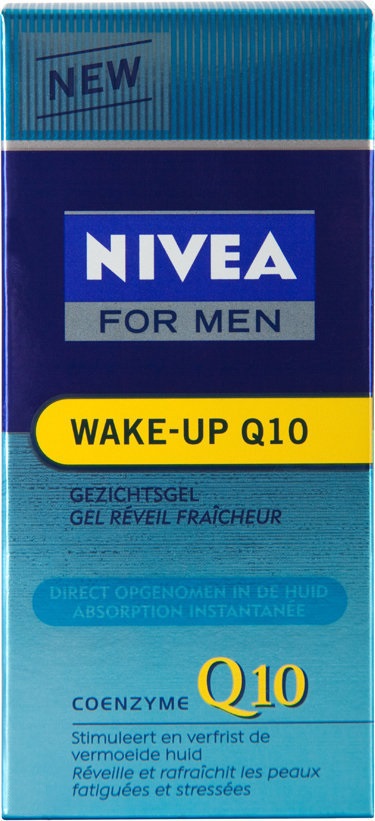 NEW
NIVEA
FOR MEN
WAKE-UP Q10
GEZICHTSGEL
GEL RÉVEIL FRAÎCHEUR
DIRECT OPGENOMEN IN DE HUID
ABSORPTION INSTANTANÉE
COENZYME Q10
Stimuleert en verfrist de
vermoeide huid
Réveille et rafraîchit les peaux
fatiguées et stressées